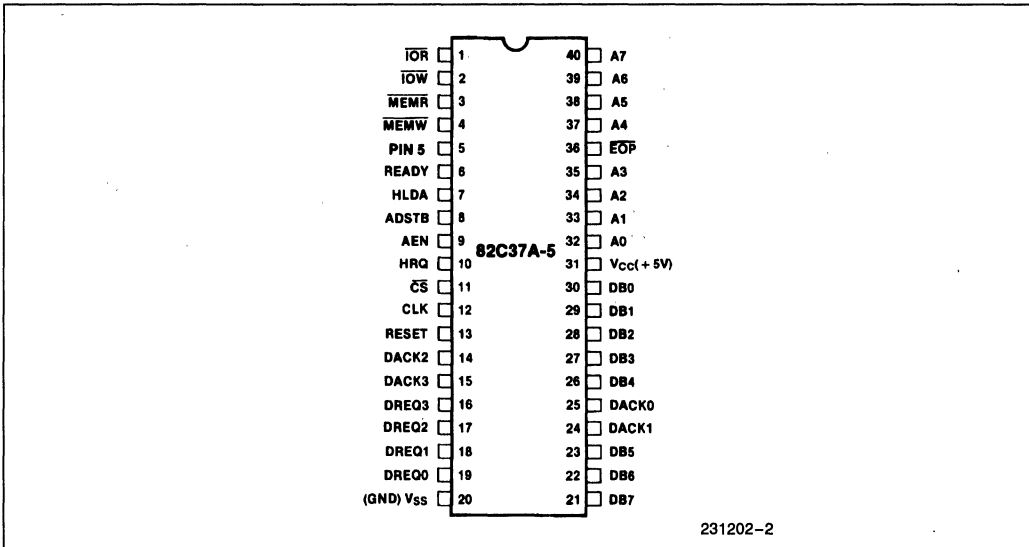 IOR 1 40 A7
IOW 2 39 A6
MEMR 3 38 A5
MEMW 4 37 A4
PIN 5 5 36 EOP
READY 6 35 A3
HLDA 7 34 A2
ADSTB 8 33 A1
AEN 9 32 A0
82C37A-5
HRQ 10 31 VCC(+5V)
CS 11 30 DB0
CLK 12 29 DB1
RESET 13 28 DB2
DACK2 14 27 DB3
DACK3 15 26 DB4
DREQ3 16 25 DACK0
DREQ2 17 24 DACK1
DREQ1 18 23 DB5
DREQ0 19 22 DB6
(GND) VSS 20 21 DB7
231202-2